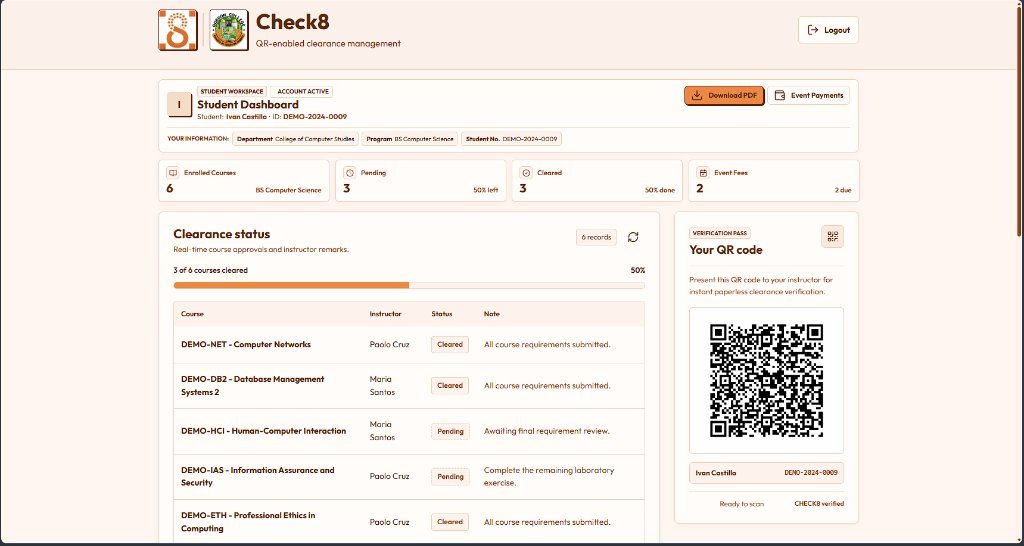 Check8
QR-enabled clearance management
Logout
STUDENT WORKSPACE
ACCOUNT ACTIVE
I
Student Dashboard
Student: Ivan Castillo · ID: DEMO-2024-0009
Download PDF
Event Payments
YOUR INFORMATION:
Department College of Computer Studies
Program BS Computer Science
Student No. DEMO-2024-0009
Enrolled Courses
6
BS Computer Science
Pending
3
50% left
Cleared
3
50% done
Event Fees
2
2 due
Clearance status
Real-time course approvals and instructor remarks.
6 records
3 of 6 courses cleared
50%
Course
Instructor
Status
Note
DEMO-NET - Computer Networks
Paolo Cruz
Cleared
All course requirements submitted.
DEMO-DB2 - Database Management
Systems 2
Maria
Santos
Cleared
All course requirements submitted.
DEMO-HCI - Human-Computer Interaction
Maria
Santos
Pending
Awaiting final requirement review.
DEMO-IAS - Information Assurance and
Security
Paolo Cruz
Pending
Complete the remaining laboratory
exercise.
DEMO-ETH - Professional Ethics in
Computing
Paolo Cruz
Cleared
All course requirements submitted.
VERIFICATION PASS
Your QR code
Present this QR code to your instructor for
instant paperless clearance verification.
Ivan Castillo
DEMO-2024-0009
Ready to scan
CHECK8 verified